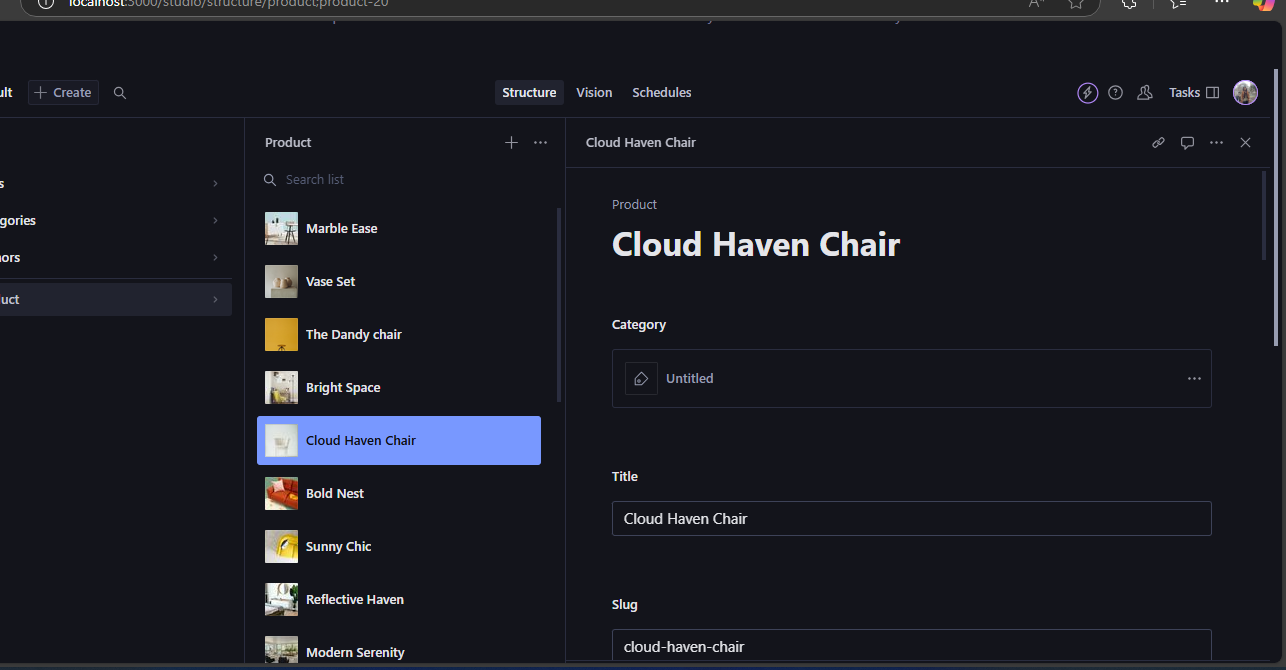 localhost:3000/studio/structure/product;product-20
ult
Create
Structure
Vision
Schedules
Tasks
Product
Cloud Haven Chair
Search list
s
gories
ors
uct
Marble Ease
Vase Set
The Dandy chair
Bright Space
Cloud Haven Chair
Bold Nest
Sunny Chic
Reflective Haven
Modern Serenity
Product
Cloud Haven Chair
Category
Untitled
Title
Cloud Haven Chair
Slug
cloud-haven-chair